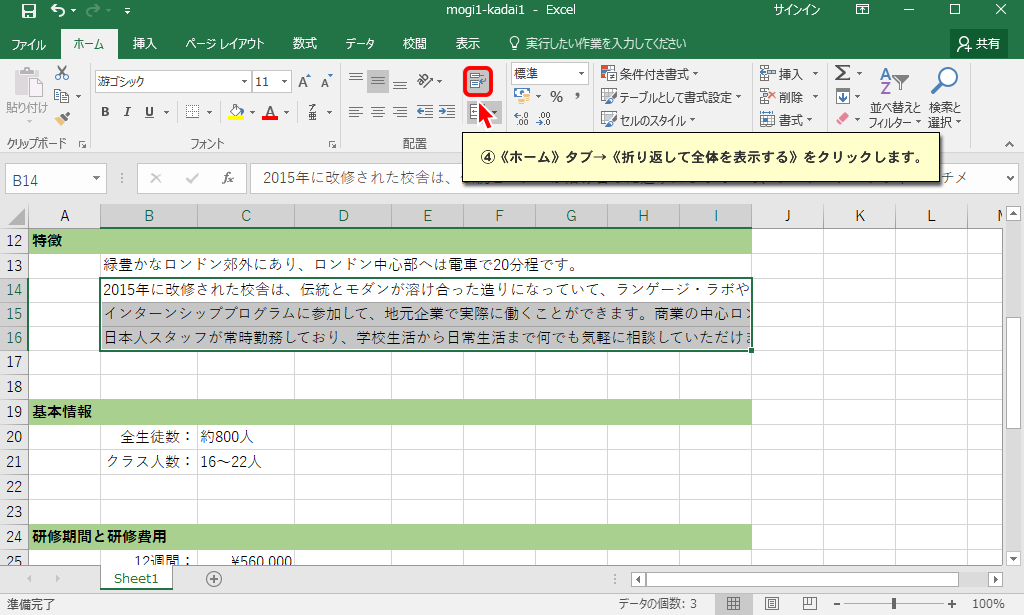 mogi1-kadai1 - Excel
サインイン
ファイル ホーム 挿入 ページ レイアウト 数式 データ 校閲 表示 実行したい作業を入力してください 共有
貼り付け
クリップボード
游ゴシック 11
B I U
フォント
配置
標準
%
条件付き書式
テーブルとして書式設定
セルのスタイル
挿入
削除
書式
並べ替えと
フィルター
検索と
選択
④《ホーム》タブ→《折り返して全体を表示する》をクリックします。
B14 fx 2015年に改修された校舎は、
A B C D E F G H I J K L
12 特徴
13 緑豊かなロンドン郊外にあり、ロンドン中心部へは電車で20分程です。
14 2015年に改修された校舎は、伝統とモダンが溶け合った造りになっていて、ランゲージ・ラボや
15 インターンシッププログラムに参加して、地元企業で実際に働くことができます。商業の中心ロン
16 日本人スタッフが常時勤務しており、学校生活から日常生活まで何でも気軽に相談していただけま
17
18
19 基本情報
20 全生徒数： 約800人
21 クラス人数： 16～22人
22
23
24 研修期間と研修費用
25 12週間： ¥560,000
Sheet1
準備完了 データの個数: 3 100%